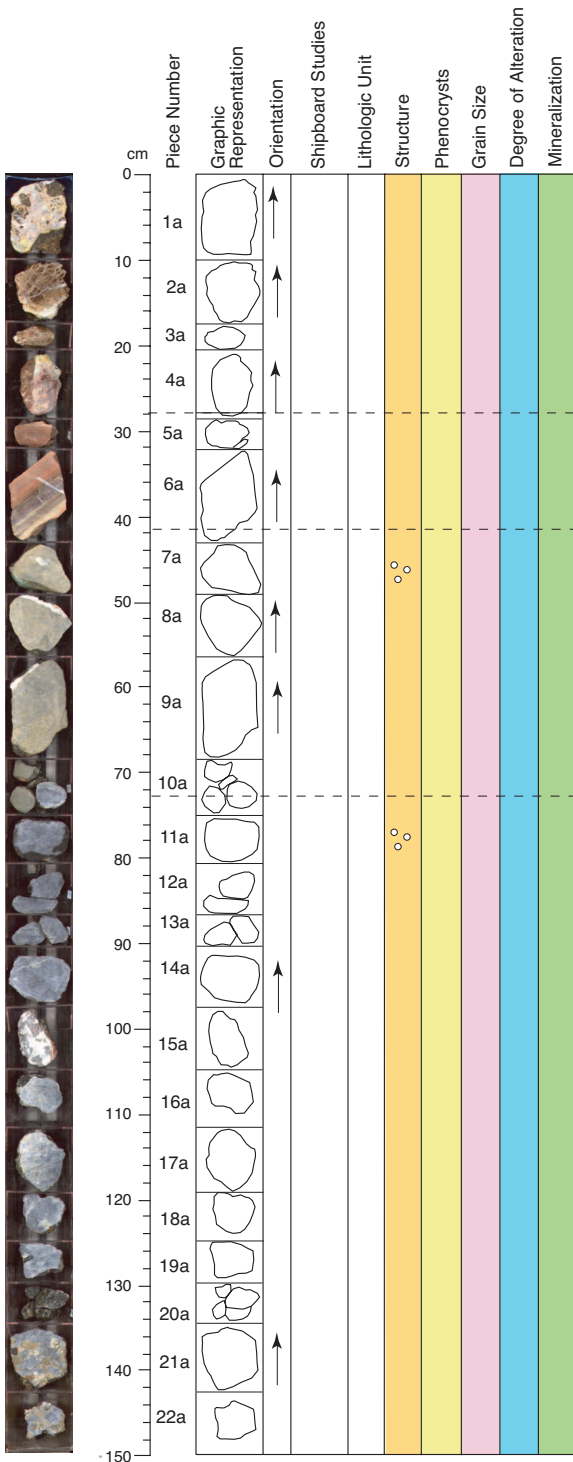 cm
Piece Number
Graphic
Representation
Orientation
Shipboard Studies
Lithologic Unit
Structure
Phenocrysts
Grain Size
Degree of Alteration
Mineralization
0
1a
10
2a
3a
20
4a
30
5a
6a
40
7a
50
8a
60
9a
70
10a
11a
80
12a
13a
90
14a
100
15a
16a
110
17a
120
18a
19a
130
20a
21a
140
22a
150